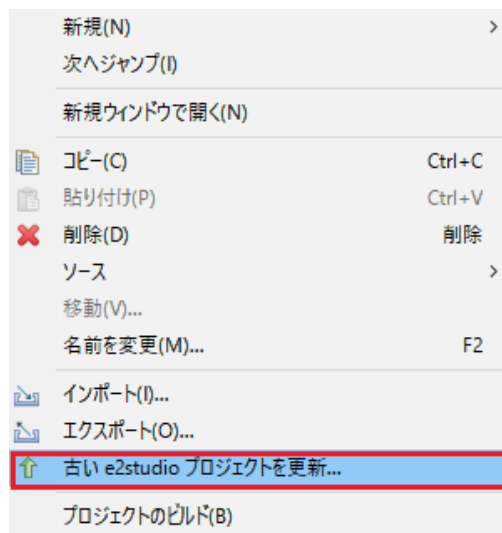 新規(N) >
次へジャンプ(I)
新規ウィンドウで開く(N)
コピー(C) Ctrl+C
貼り付け(P) Ctrl+V
削除(D) 削除
ソース >
移動(V)...
名前を変更(M)... F2
インポート(I)...
エクスポート(O)...
古い e2studio プロジェクトを更新...
プロジェクトのビルド(B)